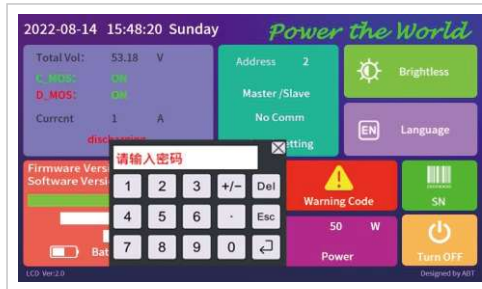 2022-08-14 15:48:20 Sunday
Power the World
Total Vol: 53.18 V
C_MOS: ON
D_MOS: ON
Current 1 A
discharging
Address 2
Master/Slave
No Comm
etting
Brightless
EN
Language
请输入密码
1 2 3 +/- Del
4 5 6 . Esc
7 8 9 0
Firmware Vers
Software Versi
Bat
Warning Code
SN
50 W
Power
Turn OFF
LCD Ver:2.0
Designed by ABT